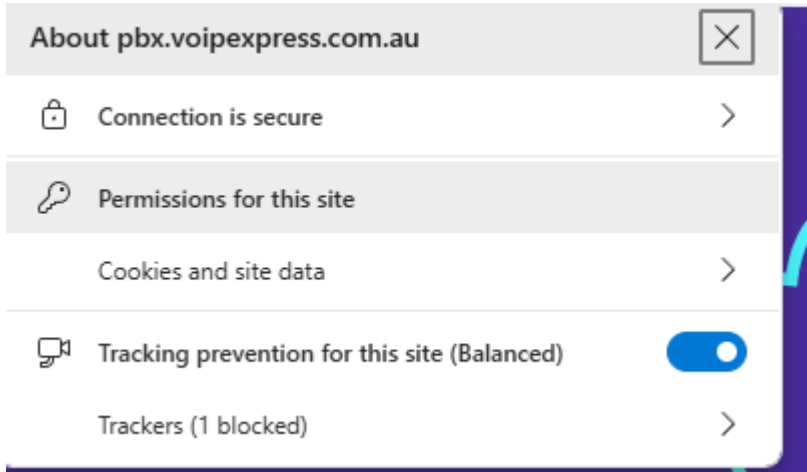 About pbx.voipexpress.com.au
Connection is secure
Permissions for this site
Cookies and site data
Tracking prevention for this site (Balanced)
Trackers (1 blocked)